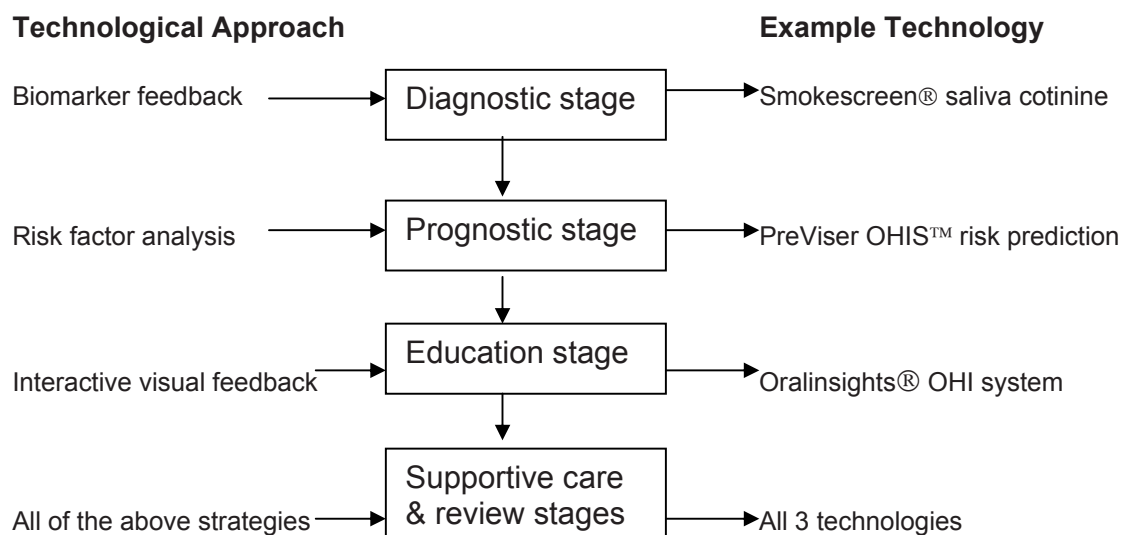 Technological Approach
Example Technology
Biomarker feedback
Diagnostic stage
Smokescreen® saliva cotinine
Risk factor analysis
Prognostic stage
PreViser OHIS™ risk prediction
Interactive visual feedback
Education stage
Oralinsights® OHI system
All of the above strategies
Supportive care
& review stages
All 3 technologies